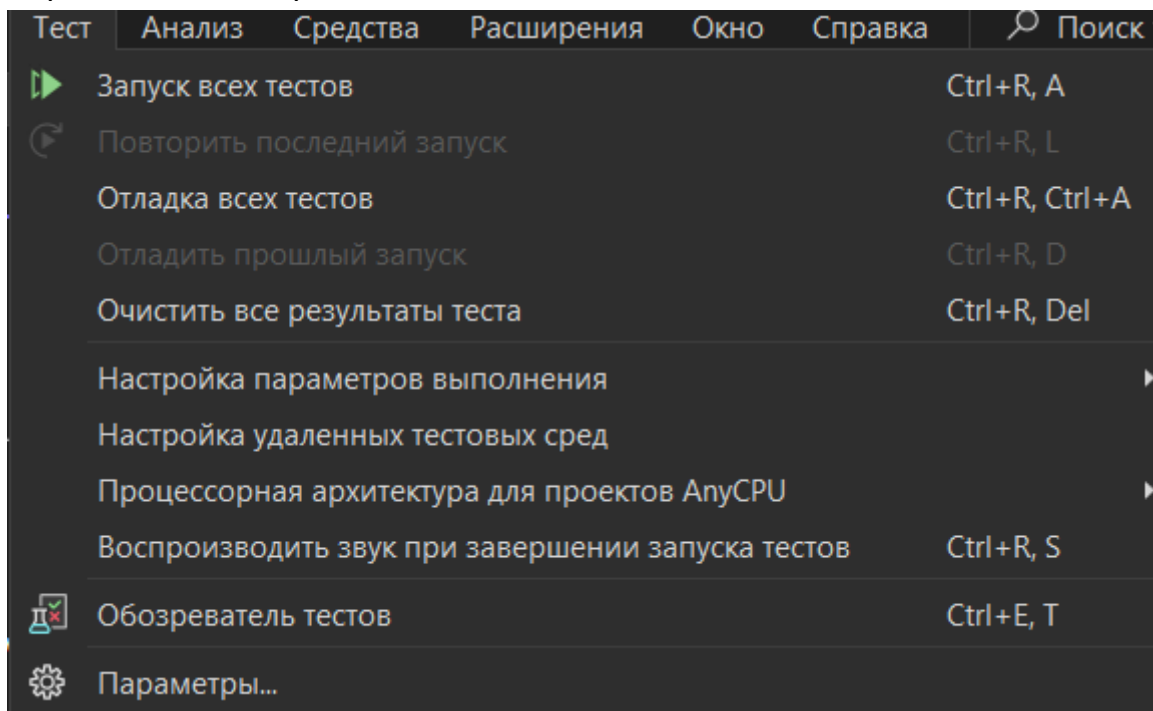 Тест Анализ Средства Расширения Окно Справка Поиск
Запуск всех тестов Ctrl+R, A
Повторить последний запуск Ctrl+R, L
Отладка всех тестов Ctrl+R, Ctrl+A
Отладить прошлый запуск Ctrl+R, D
Очистить все результаты теста Ctrl+R, Del
Настройка параметров выполнения
Настройка удаленных тестовых сред
Процессорная архитектура для проектов AnyCPU
Воспроизводить звук при завершении запуска тестов Ctrl+R, S
Обозреватель тестов Ctrl+E, T
Параметры...